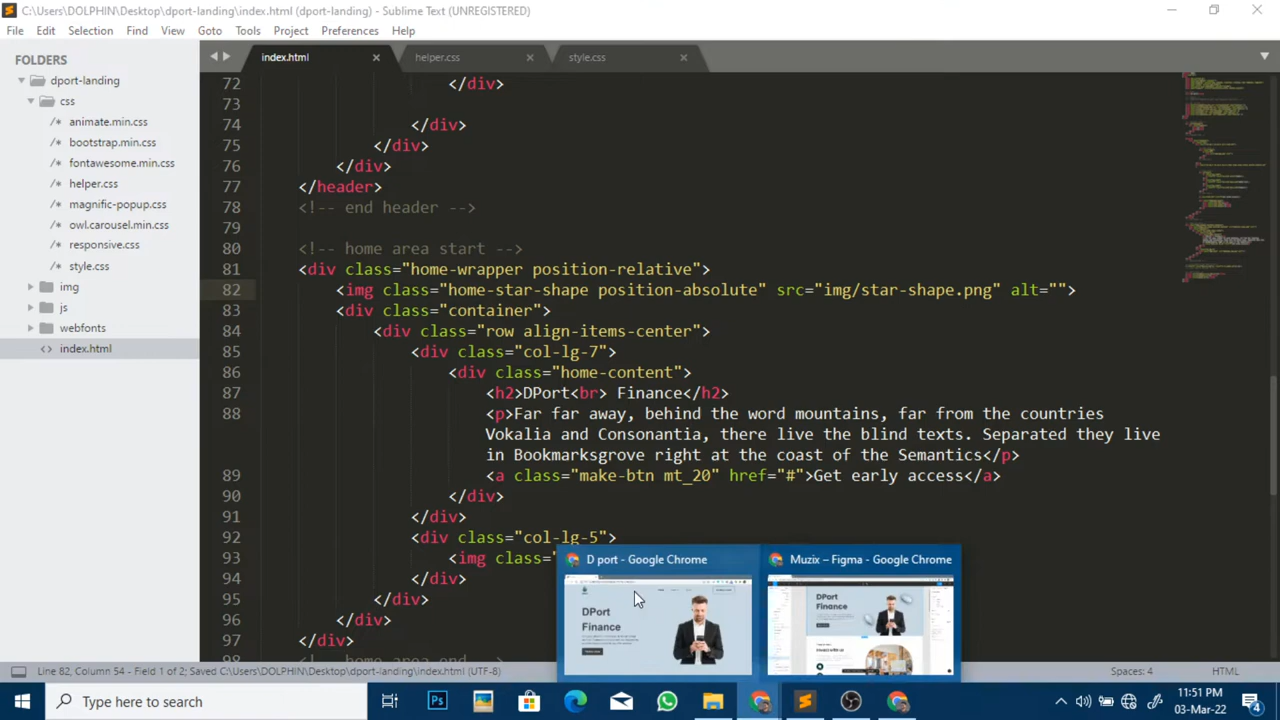 C:\Users\DOLPHIN\Desktop\dport-landing\index.html (dport-landing) - Sublime Text (UNREGISTERED)
File Edit Selection Find View Goto Tools Project Preferences Help
FOLDERS
dport-landing
css
/* animate.min.css
/* bootstrap.min.css
/* fontawesome.min.css
/* helper.css
/* magnific-popup.css
/* owl.carousel.min.css
/* responsive.css
/* style.css
img
js
webfonts
<> index.html
index.html
helper.css
style.css
72 </div>
73
74 </div>
75 </div>
76 </div>
77 </header>
78 <!-- end header -->
79
80 <!-- home area start -->
81 <div class="home-wrapper position-relative">
82 <img class="home-star-shape position-absolute" src="img/star-shape.png" alt="">
83 <div class="container">
84 <div class="row align-items-center">
85 <div class="col-lg-7">
86 <div class="home-content">
87 <h2>DPort<br> Finance</h2>
88 <p>Far far away, behind the word mountains, far from the countries
Vokalia and Consonantia, there live the blind texts. Separated they live
in Bookmarksgrove right at the coast of the Semantics</p>
89 <a class="make-btn mt_20" href="#">Get early access</a>
90 </div>
91 </div>
92 <div class="col-lg-5">
93 <img class="
94 </div>
95 </div>
96 </div>
97 </div>
98 <!-- home area end -->
D port - Google Chrome
DPort
Finance
Muzix – Figma - Google Chrome
DPort
Finance
Invest with us
Line 82, Column 54 - Field 1 of 2; Saved C:\Users\DOLPHIN\Desktop\dport-landing\index.html (UTF-8)
Spaces: 4
HTML
Type here to search
Ps
11:51 PM
03-Mar-22
4